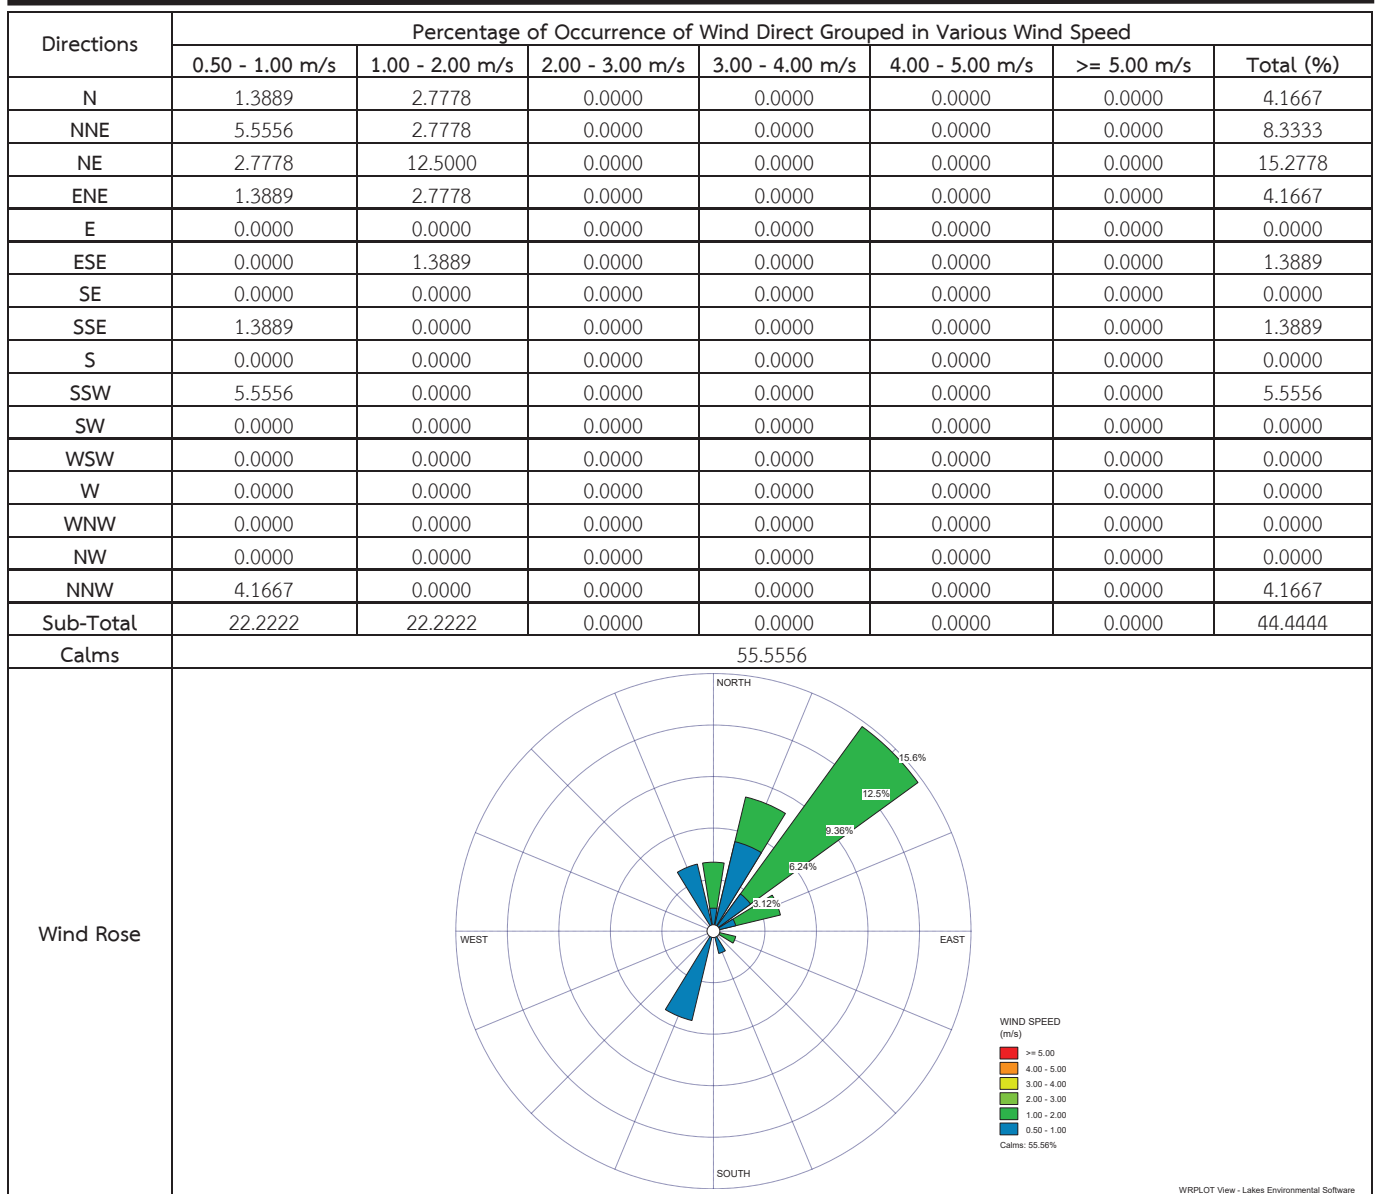 Directions
Percentage of Occurrence of Wind Direct Grouped in Various Wind Speed
0.50 - 1.00 m/s 1.00 - 2.00 m/s 2.00 - 3.00 m/s 3.00 - 4.00 m/s 4.00 - 5.00 m/s >= 5.00 m/s Total (%)
N 1.3889 2.7778 0.0000 0.0000 0.0000 0.0000 4.1667
NNE 5.5556 2.7778 0.0000 0.0000 0.0000 0.0000 8.3333
NE 2.7778 12.5000 0.0000 0.0000 0.0000 0.0000 15.2778
ENE 1.3889 2.7778 0.0000 0.0000 0.0000 0.0000 4.1667
E 0.0000 0.0000 0.0000 0.0000 0.0000 0.0000 0.0000
ESE 0.0000 1.3889 0.0000 0.0000 0.0000 0.0000 1.3889
SE 0.0000 0.0000 0.0000 0.0000 0.0000 0.0000 0.0000
SSE 1.3889 0.0000 0.0000 0.0000 0.0000 0.0000 1.3889
S 0.0000 0.0000 0.0000 0.0000 0.0000 0.0000 0.0000
SSW 5.5556 0.0000 0.0000 0.0000 0.0000 0.0000 5.5556
SW 0.0000 0.0000 0.0000 0.0000 0.0000 0.0000 0.0000
WSW 0.0000 0.0000 0.0000 0.0000 0.0000 0.0000 0.0000
W 0.0000 0.0000 0.0000 0.0000 0.0000 0.0000 0.0000
WNW 0.0000 0.0000 0.0000 0.0000 0.0000 0.0000 0.0000
NW 0.0000 0.0000 0.0000 0.0000 0.0000 0.0000 0.0000
NNW 4.1667 0.0000 0.0000 0.0000 0.0000 0.0000 4.1667
Sub-Total 22.2222 22.2222 0.0000 0.0000 0.0000 0.0000 44.4444
Calms 55.5556
Wind Rose
NORTH
15.6%
12.5%
9.36%
6.24%
3.12%
WEST
EAST
SOUTH
WIND SPEED
(m/s)
>= 5.00
4.00 - 5.00
3.00 - 4.00
2.00 - 3.00
1.00 - 2.00
0.50 - 1.00
Calms: 55.56%
WRPLOT View - Lakes Environmental Software